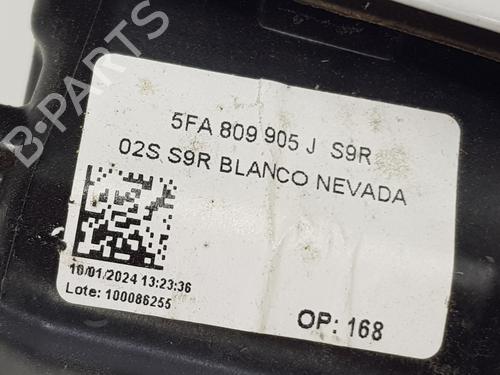 5FA 809 905 J S9R
02S S9R BLANCO NEVADA
10/01/2024 13:23:36
Lote: 100086255
OP: 168
B-PARTS